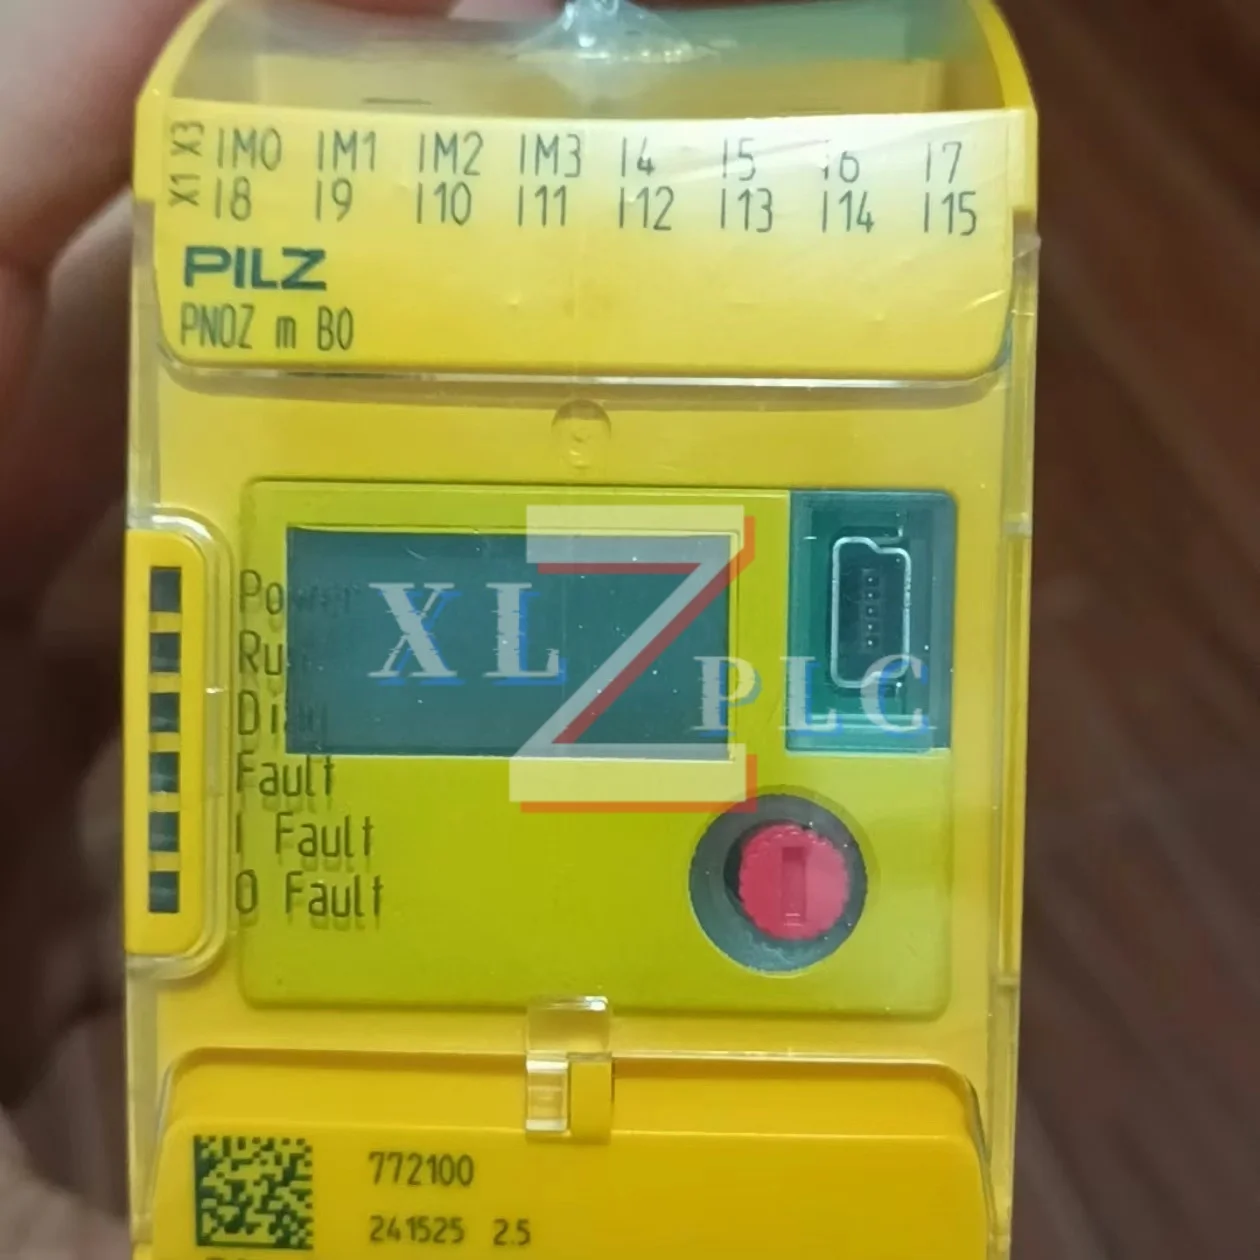 X3 IM0 IM1 IM2 IM3 I4 I5 I6 I7
X1 I8 I9 I10 I11 I12 I13 I14 I15
PILZ
PNOZ m B0
Power
Run
Diag
Fault
I Fault
O Fault
XL Z PLC
772100
241525 2.5